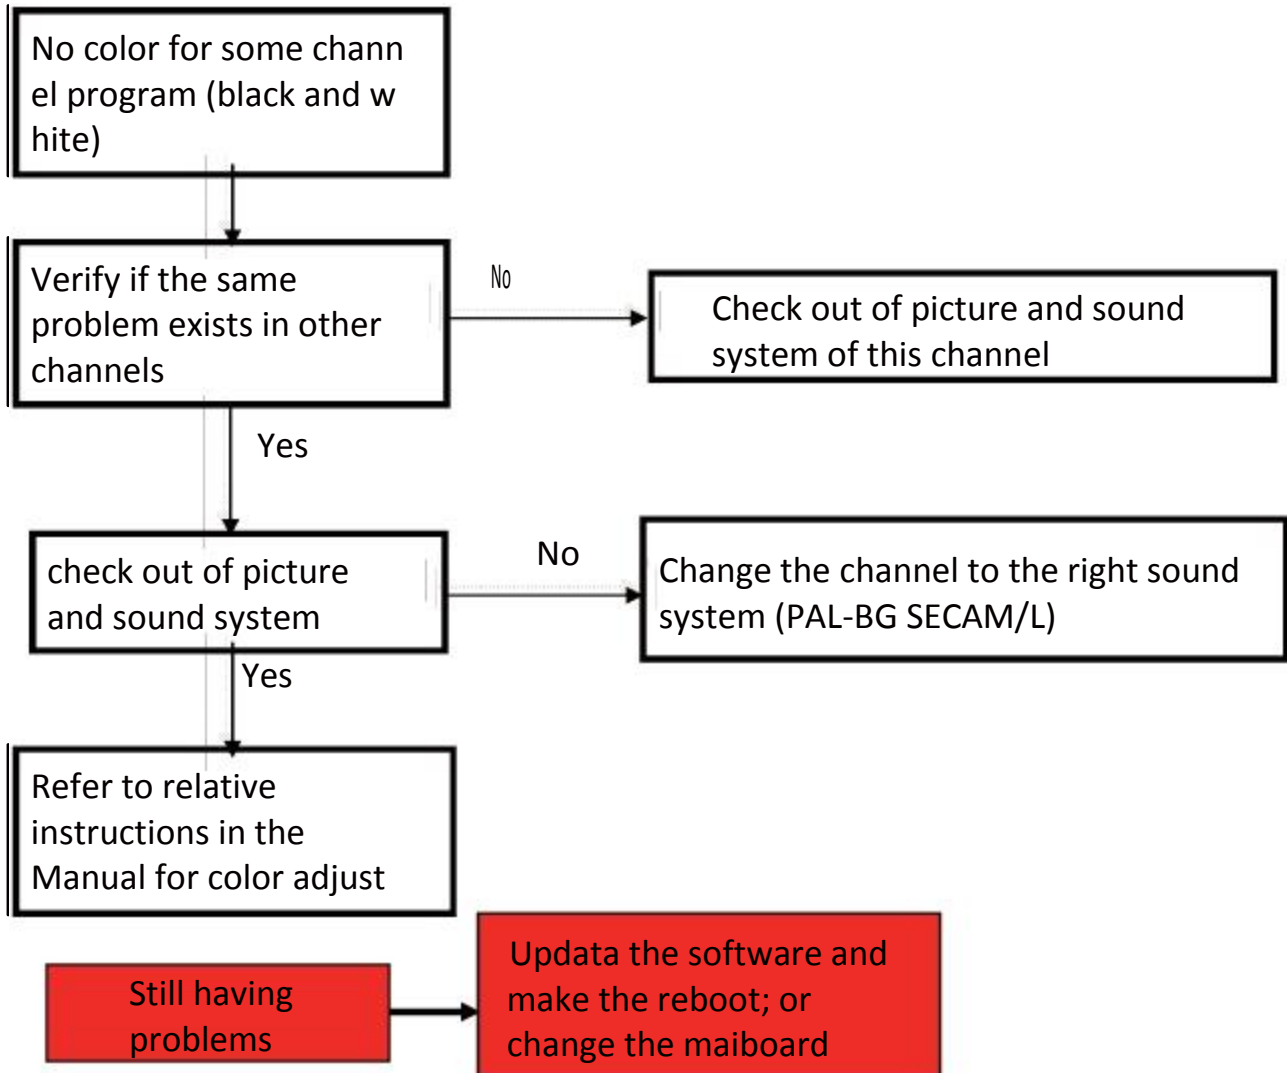 No color for some chann
el program (black and w
hite)
Verify if the same
problem exists in other
channels
No
Check out of picture and sound
system of this channel
Yes
check out of picture
and sound system
No
Change the channel to the right sound
system (PAL-BG SECAM/L)
Yes
Refer to relative
instructions in the
Manual for color adjust
Still having
problems
Updata the software and
make the reboot; or
change the maiboard